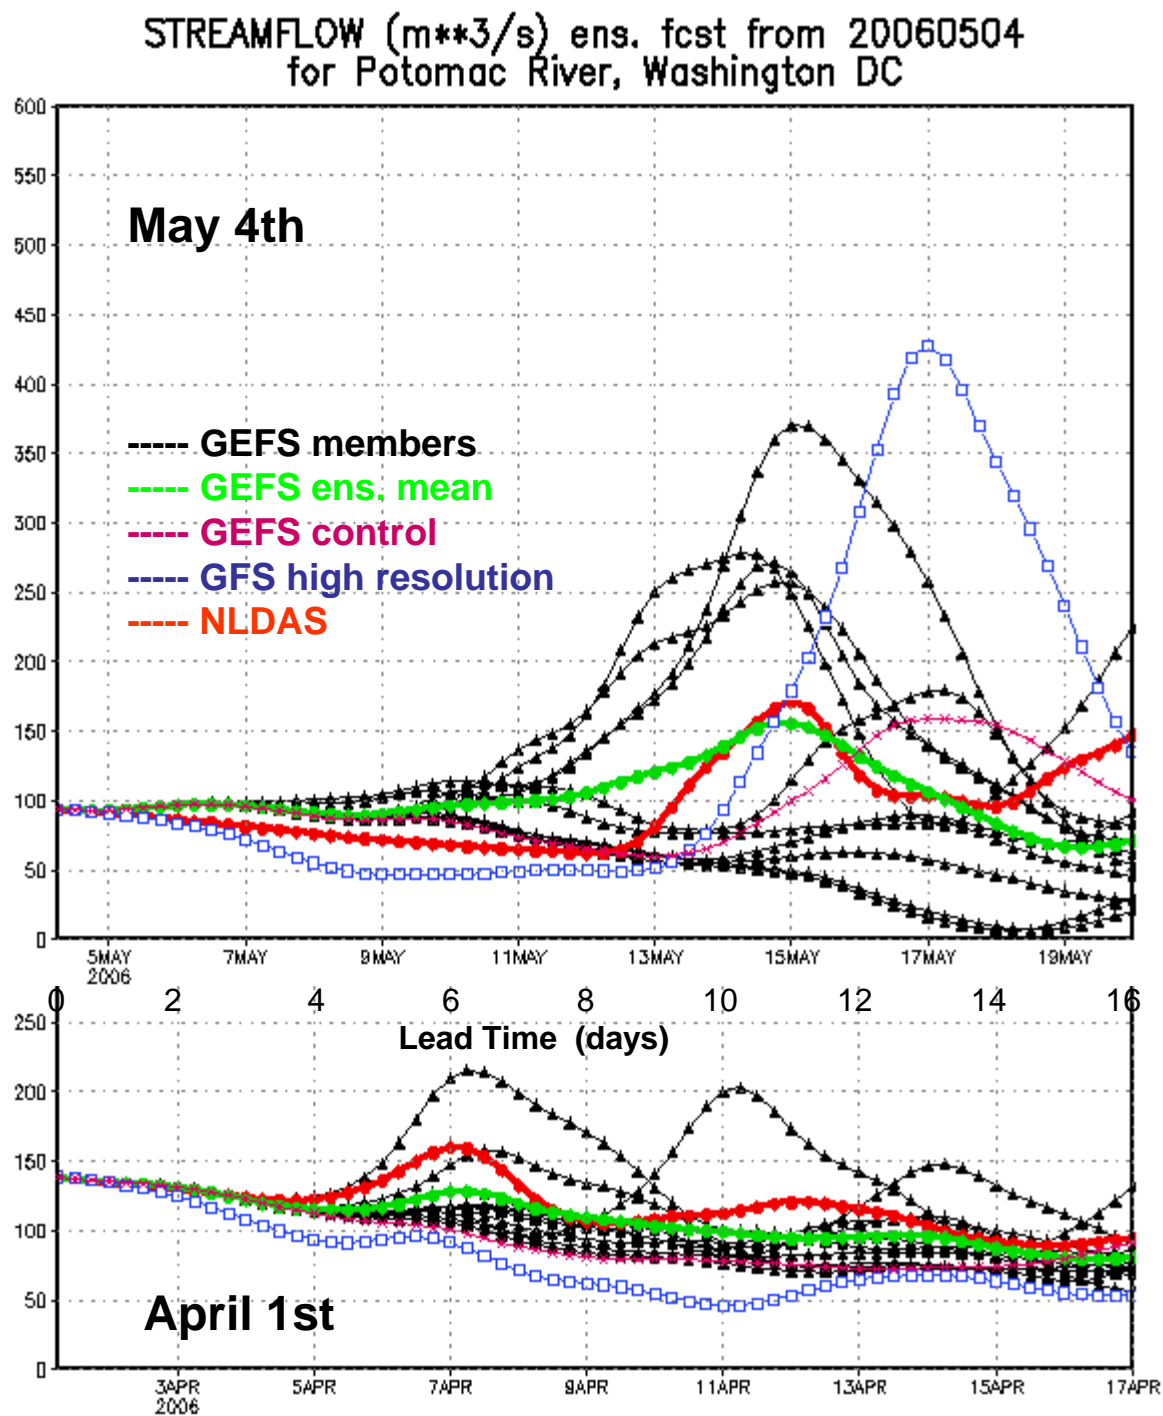 STREAMFLOW (m**3/s) ens. fcst from 20060504
for Potomac River, Washington DC
600
550
500
450
400
350
300
250
200
150
100
50
0
May 4th
----- GEFS members
----- GEFS ens. mean
----- GEFS control
----- GFS high resolution
----- NLDAS
5MAY 7MAY 9MAY 11MAY 13MAY 15MAY 17MAY 19MAY
2006
0 2 4 6 8 10 12 14 16
Lead Time (days)
250
200
150
100
50
0
April 1st
3APR 5APR 7APR 9APR 11APR 13APR 15APR 17APR
2006